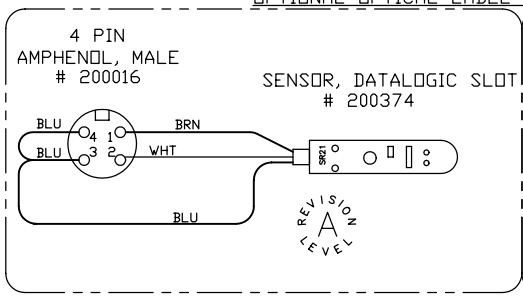 OPTIONAL OPTICAL LABEL
4 PIN
AMPHENOL, MALE
# 200016
SENSOR, DATALOGIC SLOT
# 200374
BLU
4 1
BRN
BLU
3 2
WHT
SR21
BLU
REVISION
A
LEVEL